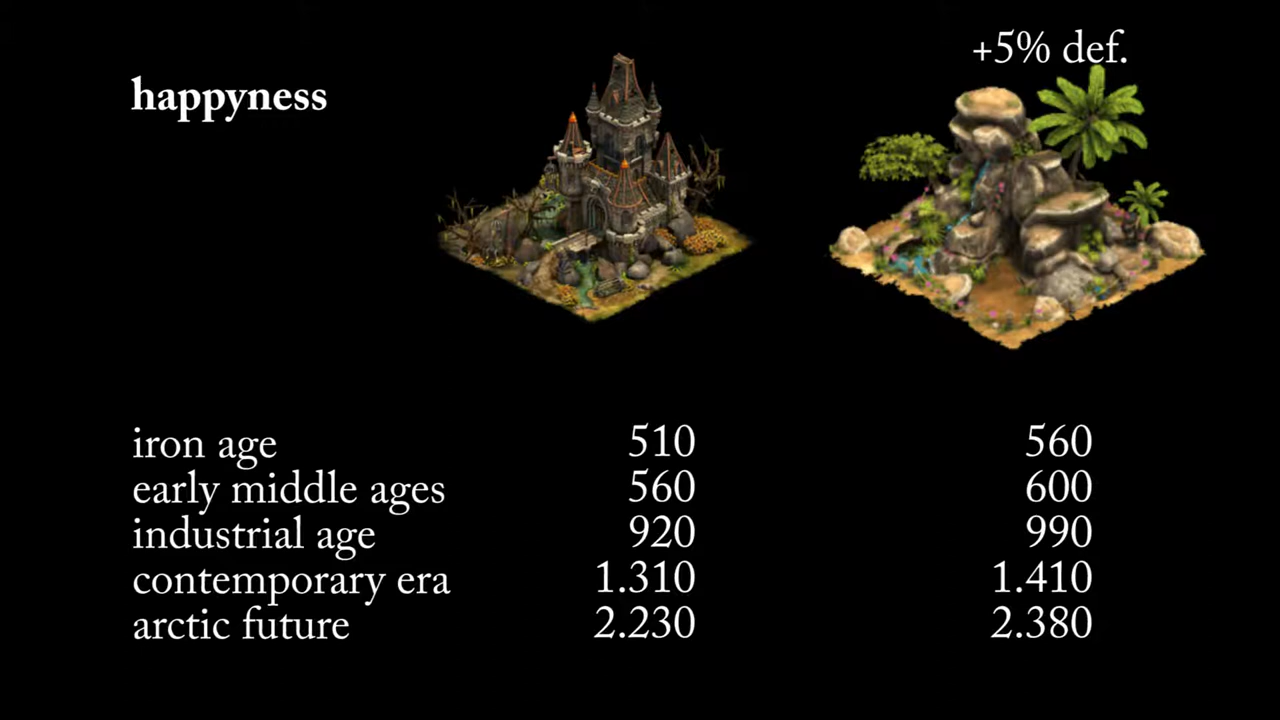 +5% def.
happyness
iron age 510 560
early middle ages 560 600
industrial age 920 990
contemporary era 1.310 1.410
arctic future 2.230 2.380